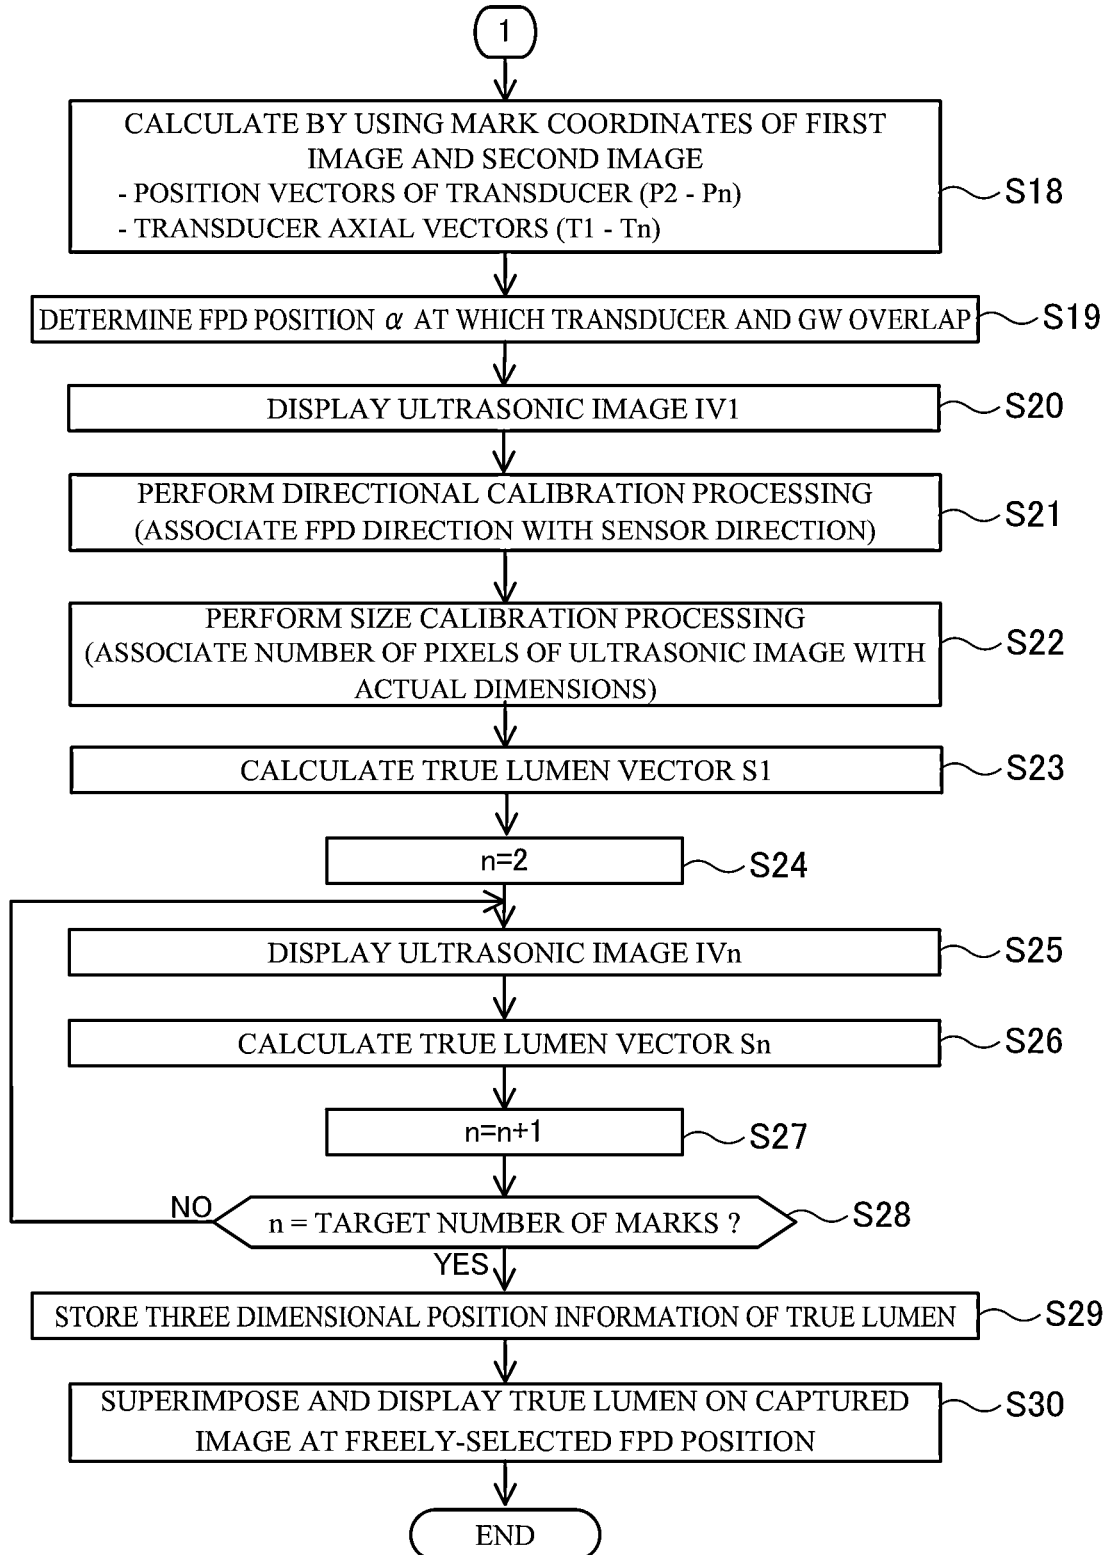 1
CALCULATE BY USING MARK COORDINATES OF FIRST
IMAGE AND SECOND IMAGE
- POSITION VECTORS OF TRANSDUCER (P2 - Pn)
- TRANSDUCER AXIAL VECTORS (T1 - Tn)
S18
DETERMINE FPD POSITION α AT WHICH TRANSDUCER AND GW OVERLAP
S19
DISPLAY ULTRASONIC IMAGE IV1
S20
PERFORM DIRECTIONAL CALIBRATION PROCESSING
(ASSOCIATE FPD DIRECTION WITH SENSOR DIRECTION)
S21
PERFORM SIZE CALIBRATION PROCESSING
(ASSOCIATE NUMBER OF PIXELS OF ULTRASONIC IMAGE WITH
ACTUAL DIMENSIONS)
S22
CALCULATE TRUE LUMEN VECTOR S1
S23
n=2
S24
DISPLAY ULTRASONIC IMAGE IVn
S25
CALCULATE TRUE LUMEN VECTOR Sn
S26
n=n+1
S27
NO
n = TARGET NUMBER OF MARKS ?
S28
YES
STORE THREE DIMENSIONAL POSITION INFORMATION OF TRUE LUMEN
S29
SUPERIMPOSE AND DISPLAY TRUE LUMEN ON CAPTURED
IMAGE AT FREELY-SELECTED FPD POSITION
S30
END